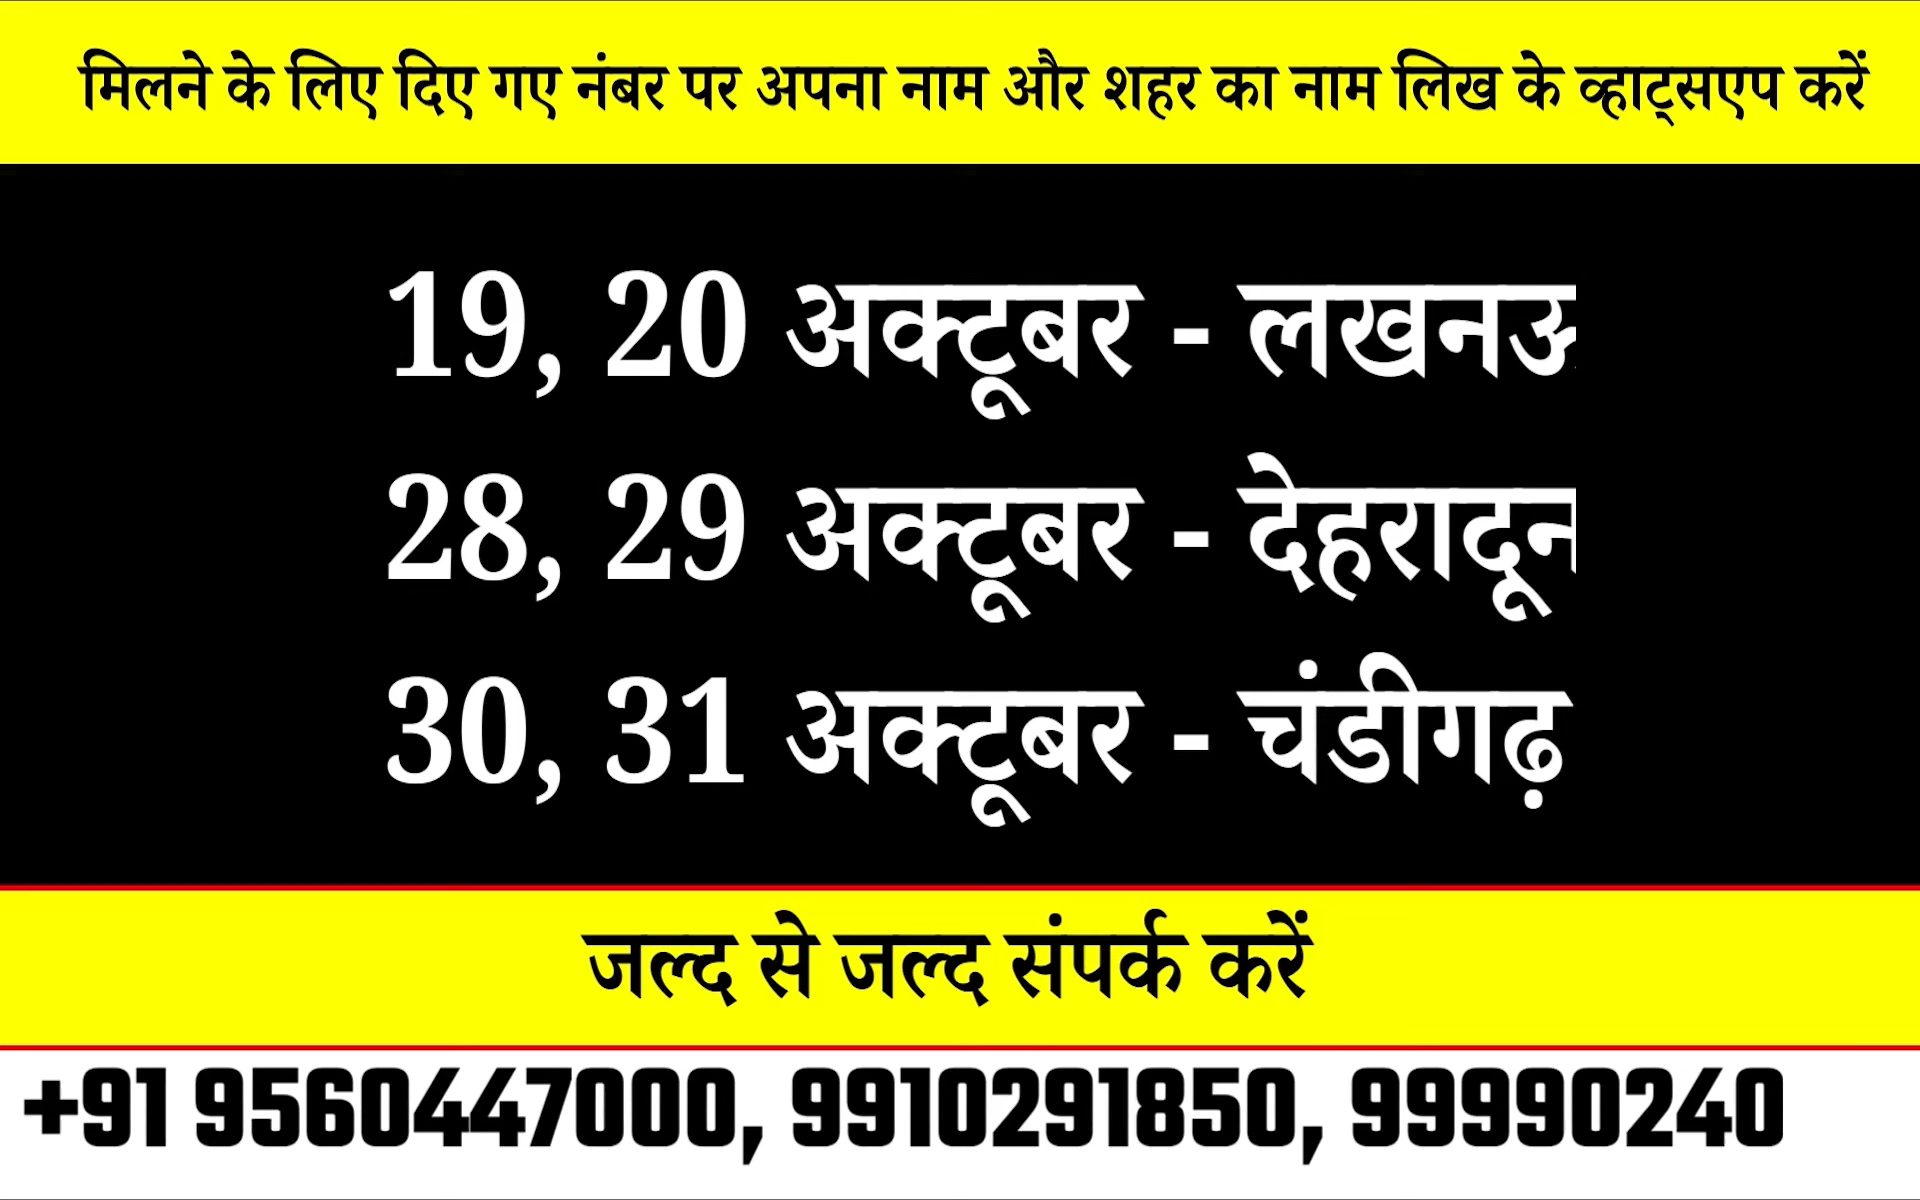 मिलने के लिए दिए गए नंबर पर अपना नाम और शहर का नाम लिख के व्हाट्सएप करें
19, 20 अक्टूबर - लखनऊ
28, 29 अक्टूबर - देहरादून
30, 31 अक्टूबर - चंडीगढ़
जल्द से जल्द संपर्क करें
+91 9560447000, 9910291850, 99990240